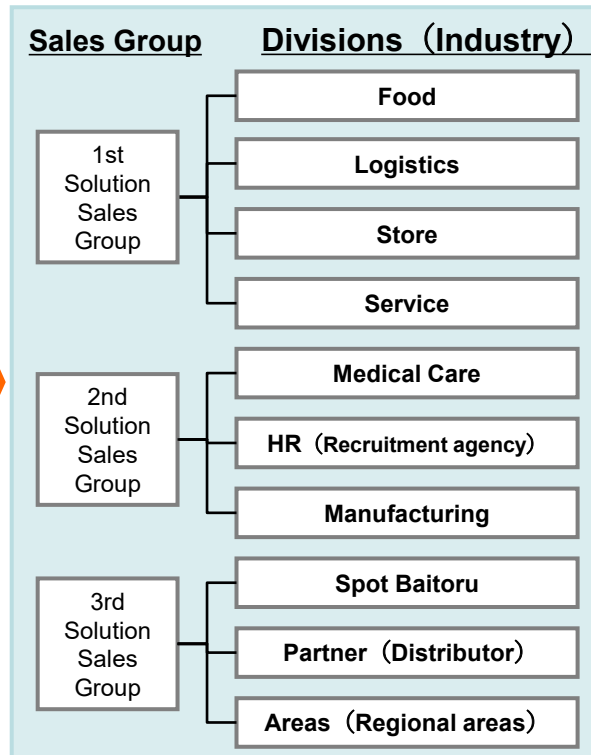 Sales Group
Divisions（Industry）
1st
Solution
Sales
Group
Food
Logistics
Store
Service
2nd
Solution
Sales
Group
Medical Care
HR（Recruitment agency）
Manufacturing
3rd
Solution
Sales
Group
Spot Baitoru
Partner（Distributor）
Areas（Regional areas）